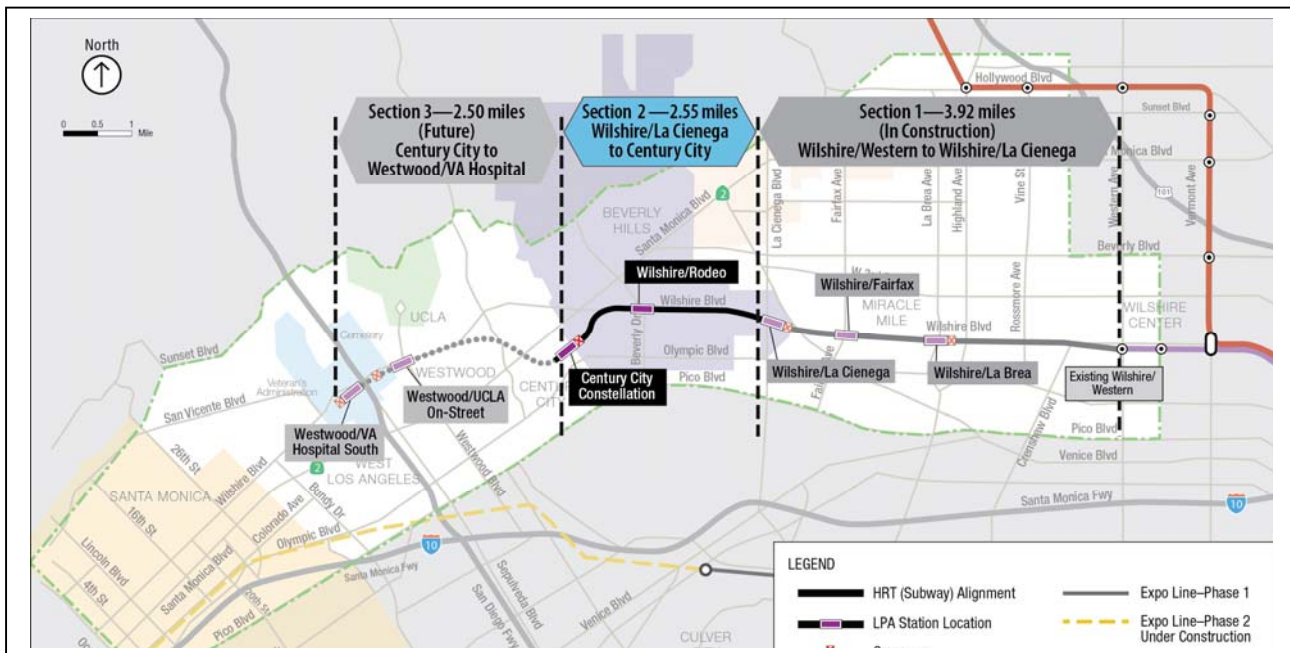 North
0
0.5
1
Mile
Section 3—2.50 miles
(Future)
Century City to
Westwood/VA Hospital
Section 2—2.55 miles
Wilshire/La Cienega
to Century City
Section 1—3.92 miles
(In Construction)
Wilshire/Western to Wilshire/La Cienega
Hollywood Blvd
Sunset Blvd
Monica Blvd
101
Western Ave
Vermont Ave
Beverly Blvd
La Cienega Blvd
Fairfax Ave
La Brea Ave
Highland Ave
Vine St
Rossmore Ave
2
Santa Monica Blvd
BEVERLY
HILLS
Wilshire/Rodeo
Wilshire Blvd
Beverly Dr
Wilshire/Fairfax
MIRACLE
MILE
Wilshire Blvd
WILSHIRE
CENTER
UCLA
Cemetery
Sunset Blvd
Veteran's
Administration
WESTWOOD
Olympic Blvd
Pico Blvd
Century City
Constellation
Wilshire/La Cienega
Wilshire/La Brea
Existing Wilshire/
Western
Westwood/UCLA
On-Street
Westwood/VA
Hospital South
San Vicente Blvd
26th St
2
WEST
LOS ANGELES
Westwood Blvd
Crenshaw Blvd
Pico Blvd
Venice Blvd
SANTA MONICA
Wilshire Blvd
Bundy Dr
16th St
Colorado Ave
Olympic Blvd
10
Santa Monica Fwy
10
Lincoln Blvd
4th St
Santa Monica Blvd
20th St
Pico Blvd
Santa Monica Fwy
San Diego Fwy
Sepulveda Blvd
Venice Blvd
CULVER
LEGEND
HRT (Subway) Alignment
LPA Station Location
Expo Line–Phase 1
Expo Line–Phase 2
Under Construction